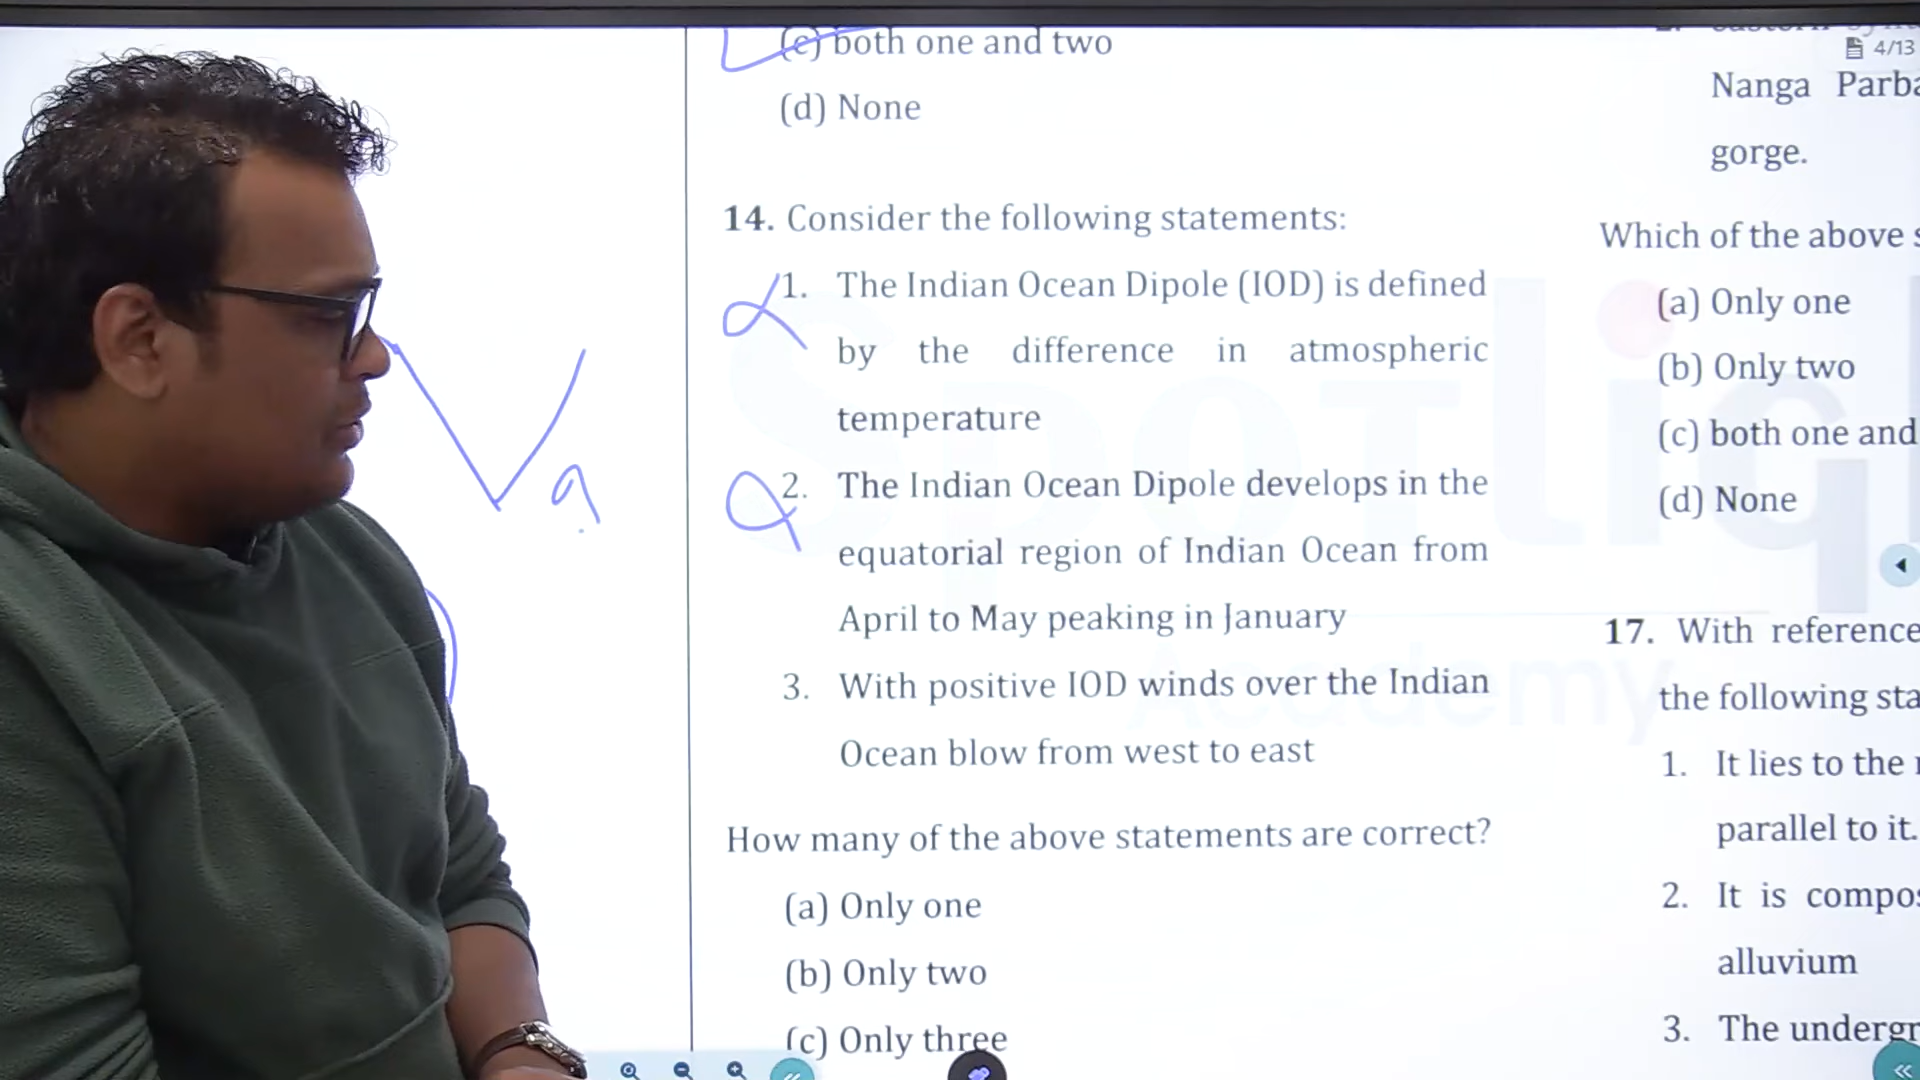 (c) both one and two
(d) None
14. Consider the following statements:
1. The Indian Ocean Dipole (IOD) is defined
by the difference in atmospheric
temperature
2. The Indian Ocean Dipole develops in the
equatorial region of Indian Ocean from
April to May peaking in January
3. With positive IOD winds over the Indian
Ocean blow from west to east
How many of the above statements are correct?
(a) Only one
(b) Only two
(c) Only three
4/13
Nanga
gorge.
Which of the above
(a) Only one
(b) Only two
(c) both one and
(d) None
17. With reference
the following
1. It lies to the
parallel to it.
2. It is
alluvium
3. The
Spotlig
Academy